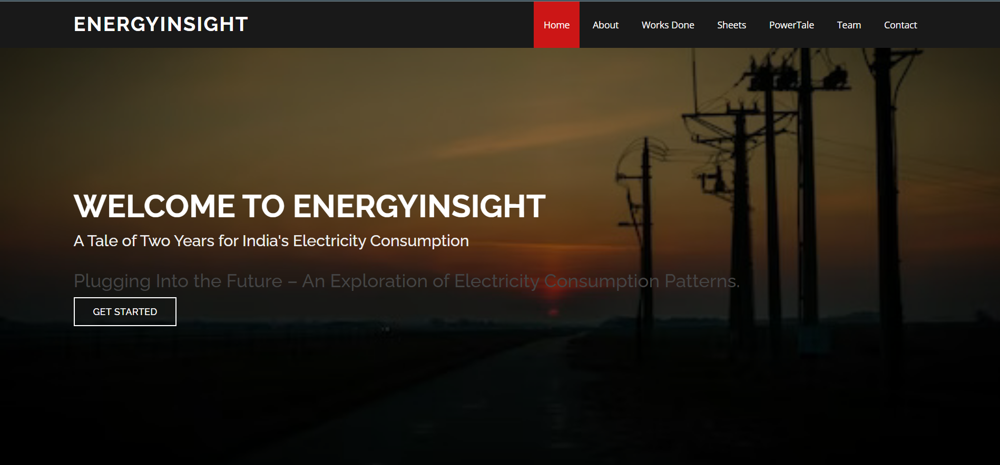 ENERGYINSIGHT
Home About Works Done Sheets PowerTale Team Contact
WELCOME TO ENERGYINSIGHT
A Tale of Two Years for India's Electricity Consumption
Plugging Into the Future – An Exploration of Electricity Consumption Patterns.
GET STARTED